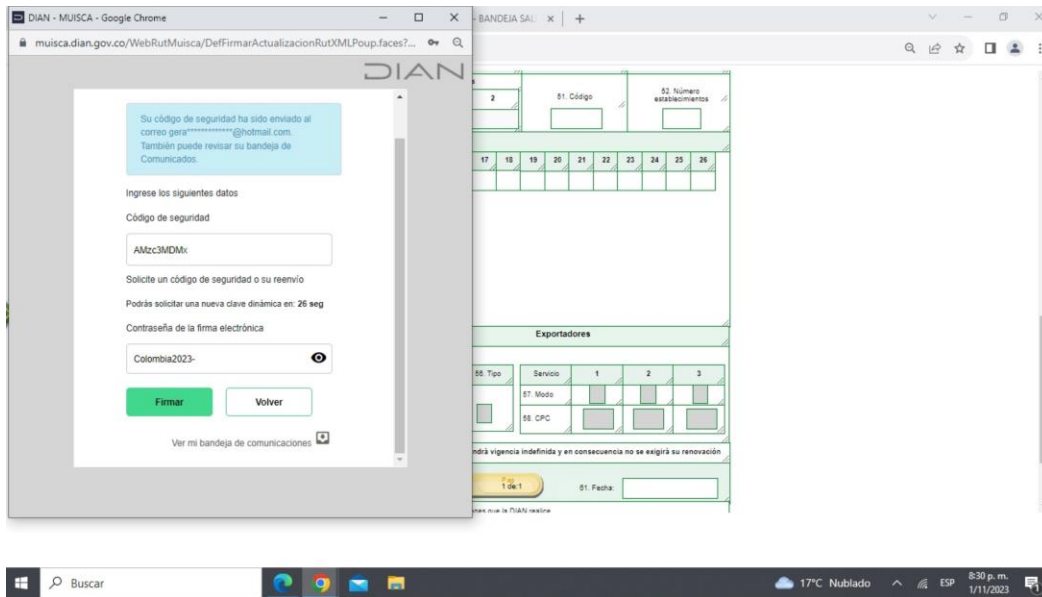 DIAN - MUISCA - Google Chrome
- BANDEJA SAL
muisca.dian.gov.co/WebRutMuisca/DefFirmarActualizacionRutXMLPoup.faces?...
DIAN
Su código de seguridad ha sido enviado al
correo gera*************@hotmail.com.
También puede revisar su bandeja de
Comunicados.
Ingrese los siguientes datos
Código de seguridad
AMzc3MDMx
Solicite un código de seguridad o su reenvío
Podrás solicitar una nueva clave dinámica en: 26 seg
Contraseña de la firma electrónica
Colombia2023-
Firmar Volver
Ver mi bandeja de comunicaciones
2 51. Código 52. Número
establecimientos
17 18 19 20 21 22 23 24 25 26
Exportadores
56. Tipo Servicio 1 2 3
57. Modo
58. CPC
ndrá vigencia indefinida y en consecuencia no se exigirá su renovación
1 de 1 61. Fecha:
ones que la DIAN realice
Buscar
17°C Nublado ESP 8:30 p. m.
1/11/2023
1